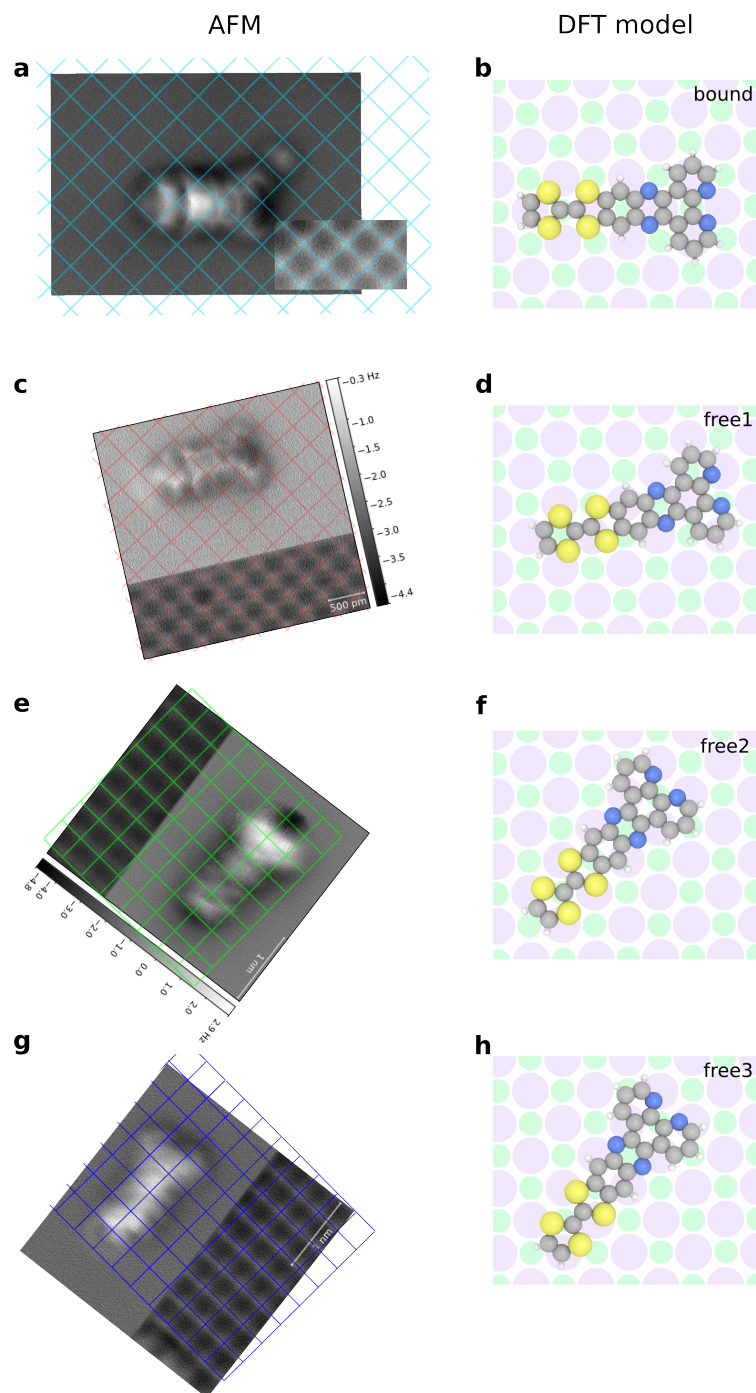 AFM
DFT model
a
b
bound
c
−0.3 Hz
−1.0
−1.5
−2.0
−2.5
−3.0
−3.5
−4.4
500 pm
d
free1
e
−4.8
−4.0
−3.0
−2.0
−1.0
0.0
1.0
2.0
2.9 Hz
1 nm
f
free2
g
1 nm
h
free3